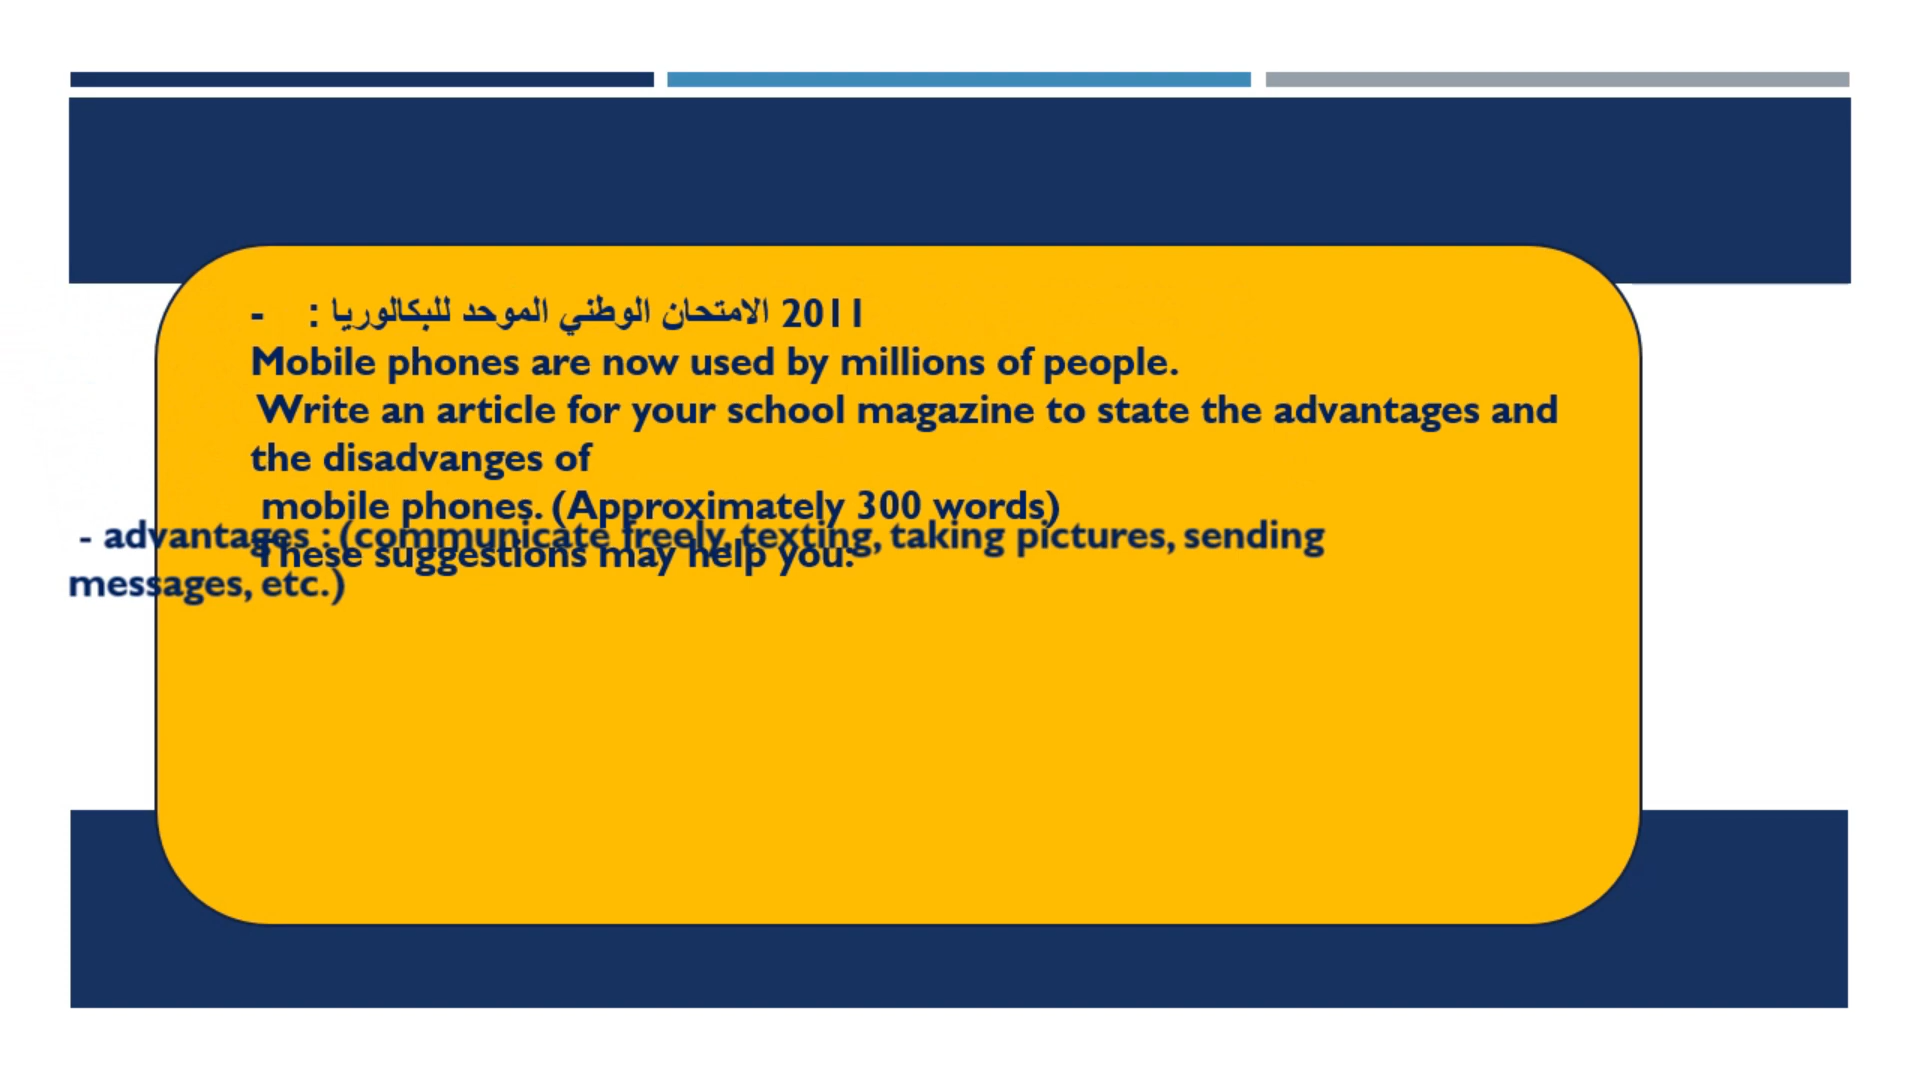 - 2011 الامتحان الوطني الموحد للبكالوريا :
Mobile phones are now used by millions of people.
Write an article for your school magazine to state the advantages and
the disadvanges of
mobile phones. (Approximately 300 words)
These suggestions may help you:
- advantages : (communicate freely, texting, taking pictures, sending
messages, etc.)